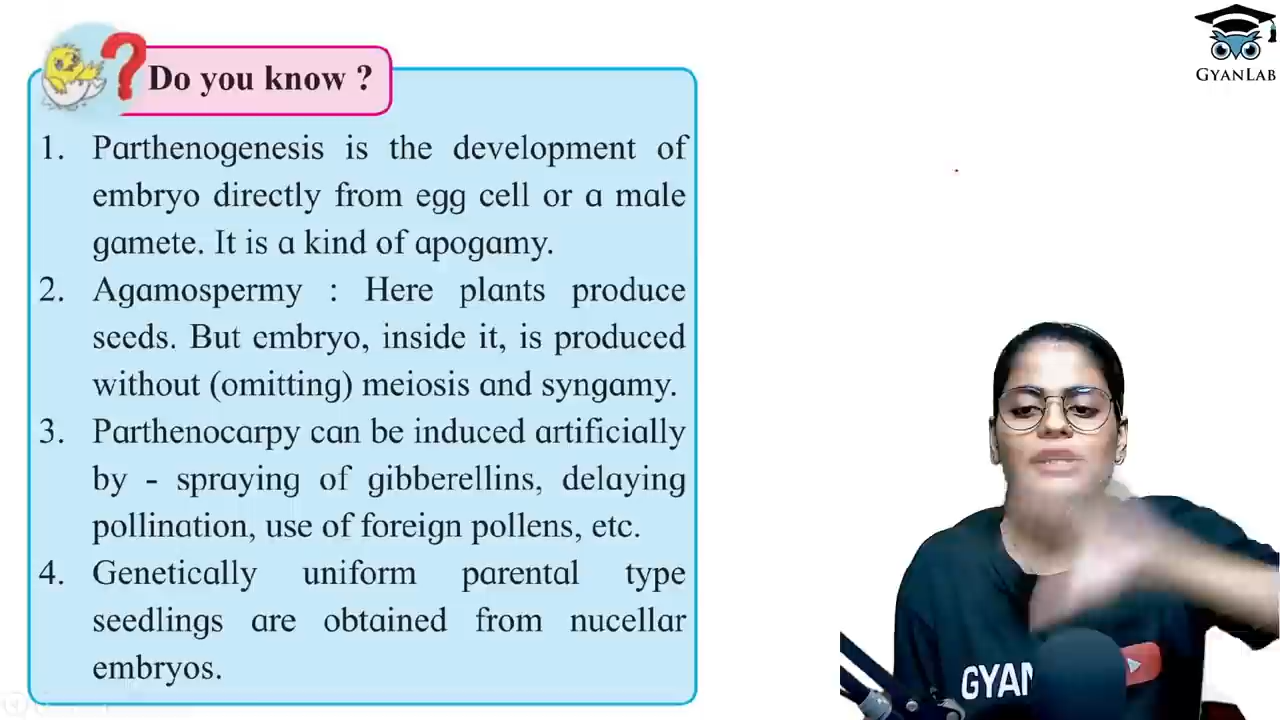 Do you know ?
GYANLAB
1. Parthenogenesis is the development of
embryo directly from egg cell or a male
gamete. It is a kind of apogamy.
2. Agamospermy : Here plants produce
seeds. But embryo, inside it, is produced
without (omitting) meiosis and syngamy.
3. Parthenocarpy can be induced artificially
by - spraying of gibberellins, delaying
pollination, use of foreign pollens, etc.
4. Genetically uniform parental type
seedlings are obtained from nucellar
embryos.
GYAN